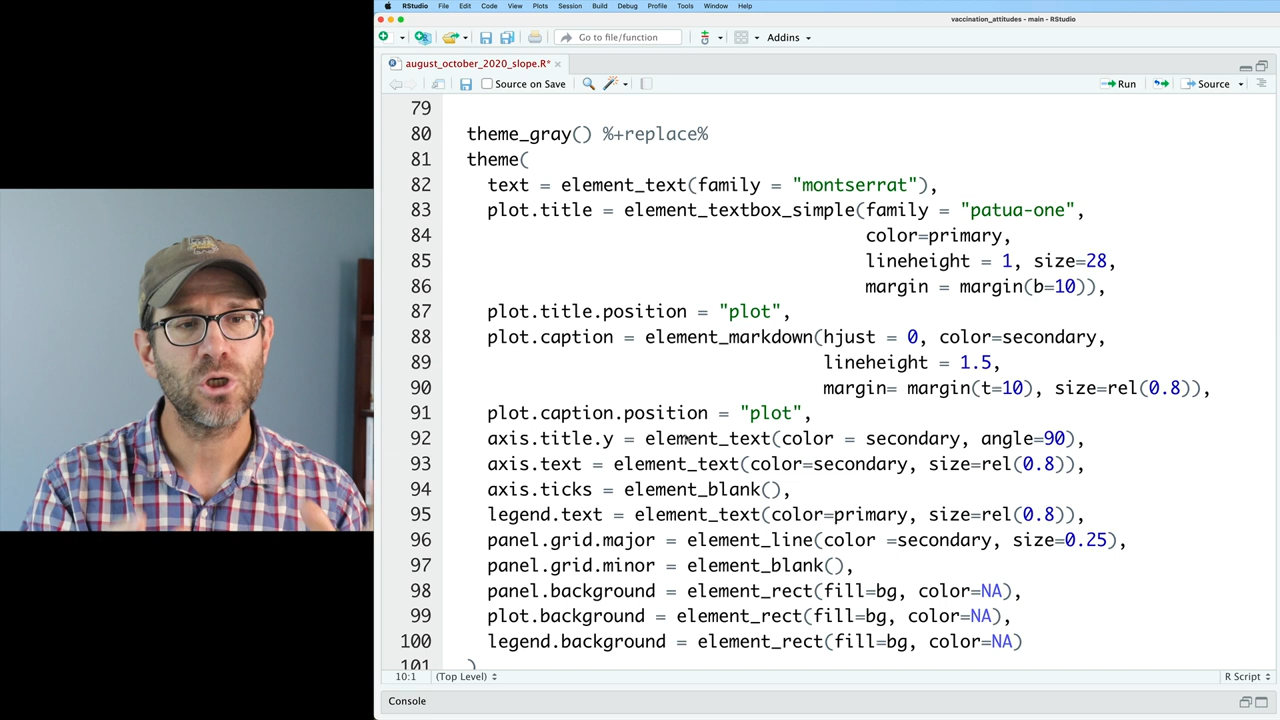 RStudio File Edit Code View Plots Session Build Debug Profile Tools Window Help
vaccination_attitudes - main - RStudio
Go to file/function Addins
august_october_2020_slope.R*
Source on Save Run Source
79
80 theme_gray() %+replace%
81 theme(
82 text = element_text(family = "montserrat"),
83 plot.title = element_textbox_simple(family = "patua-one",
84 color=primary,
85 lineheight = 1, size=28,
86 margin = margin(b=10)),
87 plot.title.position = "plot",
88 plot.caption = element_markdown(hjust = 0, color=secondary,
89 lineheight = 1.5,
90 margin= margin(t=10), size=rel(0.8)),
91 plot.caption.position = "plot",
92 axis.title.y = element_text(color = secondary, angle=90),
93 axis.text = element_text(color=secondary, size=rel(0.8)),
94 axis.ticks = element_blank(),
95 legend.text = element_text(color=primary, size=rel(0.8)),
96 panel.grid.major = element_line(color =secondary, size=0.25),
97 panel.grid.minor = element_blank(),
98 panel.background = element_rect(fill=bg, color=NA),
99 plot.background = element_rect(fill=bg, color=NA),
100 legend.background = element_rect(fill=bg, color=NA)
101 )
10:1 (Top Level) R Script
Console